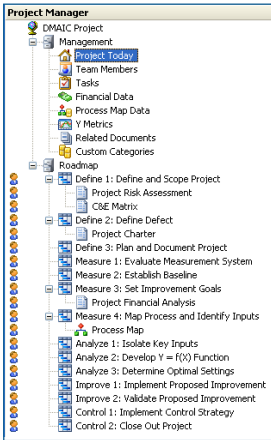 Project Manager
DMAIC Project
Management
Project Today
Team Members
Tasks
Financial Data
Process Map Data
Y Metrics
Related Documents
Custom Categories
Roadmap
Define 1: Define and Scope Project
Project Risk Assessment
C&E Matrix
Define 2: Define Defect
Project Charter
Define 3: Plan and Document Project
Measure 1: Evaluate Measurement System
Measure 2: Establish Baseline
Measure 3: Set Improvement Goals
Project Financial Analysis
Measure 4: Map Process and Identify Inputs
Process Map
Analyze 1: Isolate Key Inputs
Analyze 2: Develop Y = f(X) Function
Analyze 3: Determine Optimal Settings
Improve 1: Implement Proposed Improvement
Improve 2: Validate Proposed Improvement
Control 1: Implement Control Strategy
Control 2: Close Out Project